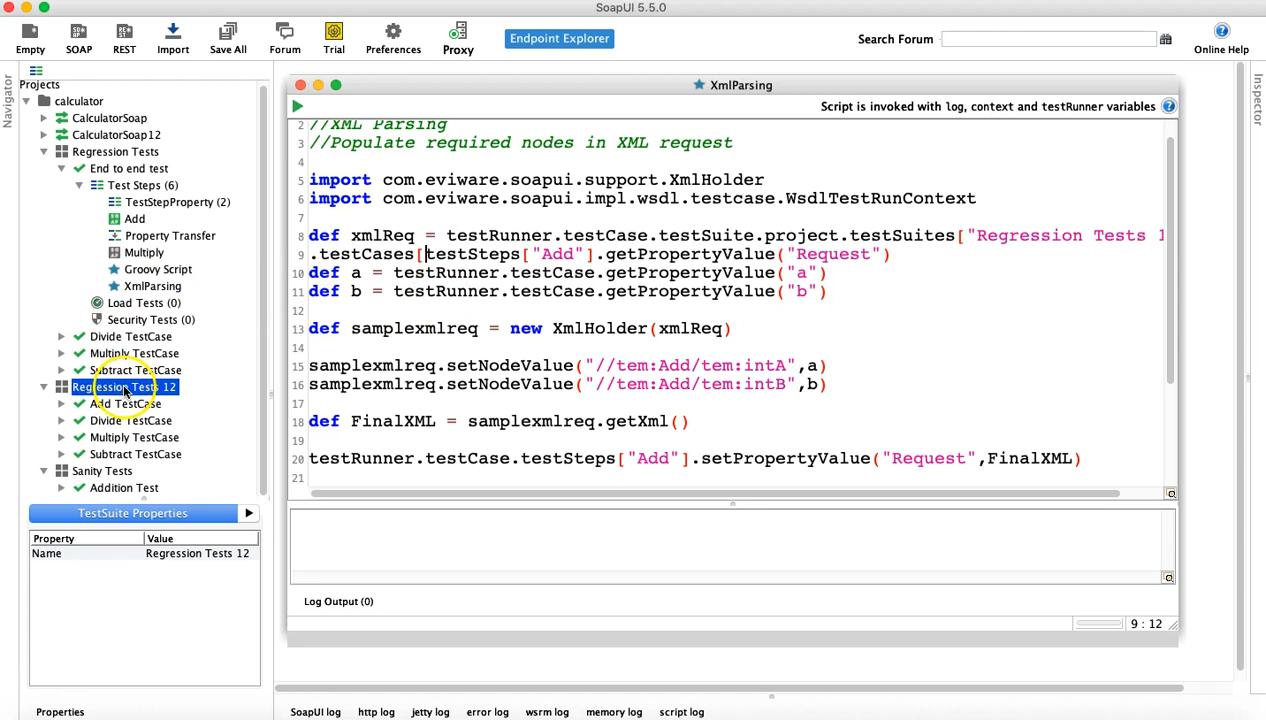 SoapUI 5.5.0
Empty
SOAP
REST
Import
Save All
Forum
Trial
Preferences
Proxy
Endpoint Explorer
Search Forum
Online Help
Navigator
Projects
calculator
CalculatorSoap
CalculatorSoap12
Regression Tests
End to end test
Test Steps (6)
TestStepProperty (2)
Add
Property Transfer
Multiply
Groovy Script
XmlParsing
Load Tests (0)
Security Tests (0)
Divide TestCase
Multiply TestCase
Subtract TestCase
Regression Tests 12
Add TestCase
Divide TestCase
Multiply TestCase
Subtract TestCase
Sanity Tests
Addition Test
TestSuite Properties
Property Value
Name Regression Tests 12
Properties
XmlParsing
Script is invoked with log, context and testRunner variables
2 //XML Parsing
3 //Populate required nodes in XML request
4
5 import com.eviware.soapui.support.XmlHolder
6 import com.eviware.soapui.impl.wsdl.testcase.WsdlTestRunContext
7
8 def xmlReq = testRunner.testCase.testSuite.project.testSuites["Regression Tests
9 .testCases[testSteps["Add"].getPropertyValue("Request")
10 def a = testRunner.testCase.getPropertyValue("a")
11 def b = testRunner.testCase.getPropertyValue("b")
12
13 def samplexmlreq = new XmlHolder(xmlReq)
14
15 samplexmlreq.setNodeValue("//tem:Add/tem:intA",a)
16 samplexmlreq.setNodeValue("//tem:Add/tem:intB",b)
17
18 def FinalXML = samplexmlreq.getXml()
19
20 testRunner.testCase.testSteps["Add"].setPropertyValue("Request",FinalXML)
21
Log Output (0)
9 : 12
Inspector
SoapUI log
http log
jetty log
error log
wsrm log
memory log
script log